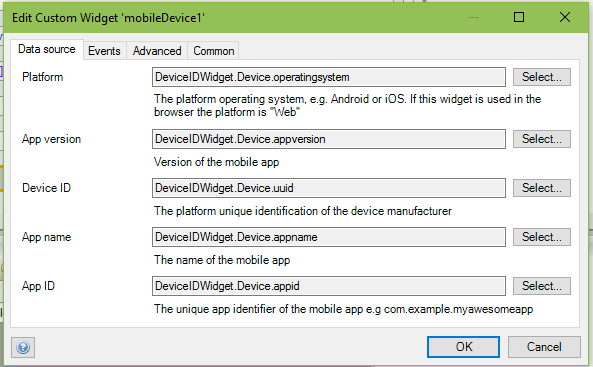 Edit Custom Widget 'mobileDevice1'
Data source Events Advanced Common
Platform DeviceIDWidget.Device.operatingsystem Select...
The platform operating system, e.g. Android or iOS. If this widget is used in the
browser the platform is "Web"
App version DeviceIDWidget.Device.appversion Select...
Version of the mobile app
Device ID DeviceIDWidget.Device.uuid Select...
The platform unique identification of the device manufacturer
App name DeviceIDWidget.Device.appname Select...
The name of the mobile app
App ID DeviceIDWidget.Device.appid Select...
The unique app identifier of the mobile app e.g com.example.myawesomeapp
? OK Cancel